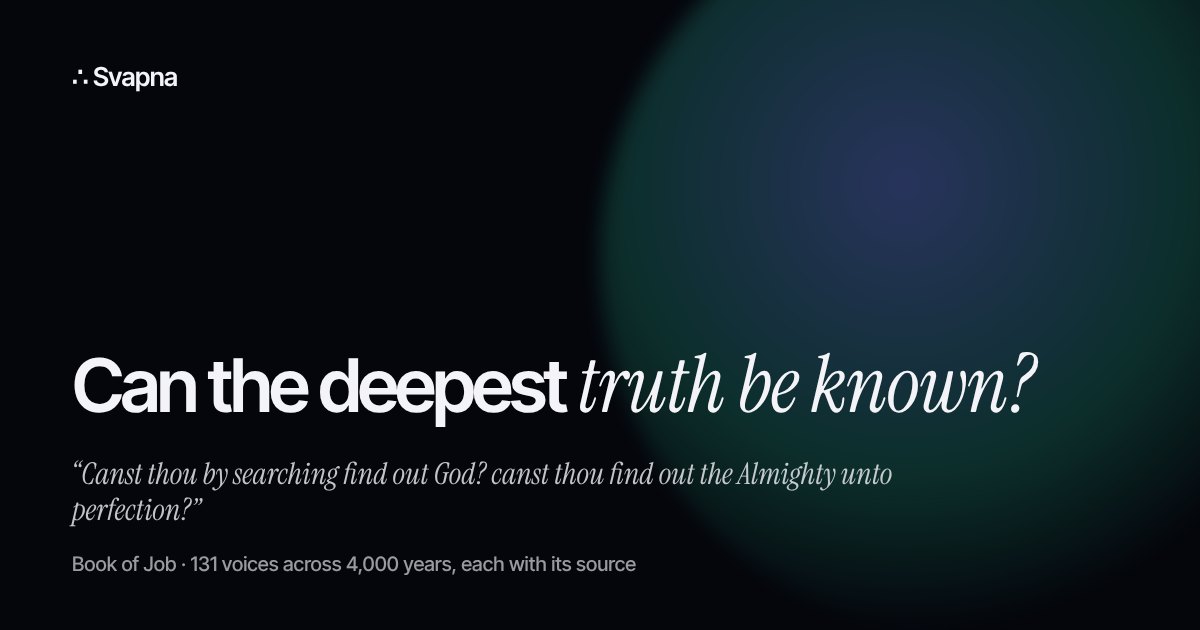 ∴ Svapna
Can the deepest truth be known?
“Canst thou by searching find out God? canst thou find out the Almighty unto
perfection?”
Book of Job · 131 voices across 4,000 years, each with its source